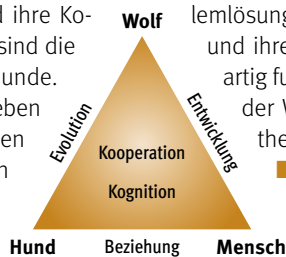 d ihre Ko-
sind die
unde.
eben
en
n
Wolf
Evolution
Entwicklung
Kooperation
Kognition
Hund
Beziehung
Mensch
lemlösung
und ihre
artig fu
der W
the